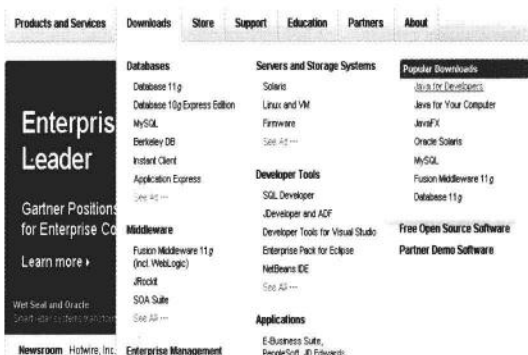 Products and Services Downloads Store Support Education Partners About
Enterpris
Leader
Gartner Positions
for Enterprise Co
Learn more
Wet Seal and Oracle
Newsroom Hotwire, Inc.
Databases
Database 11g
Database 10g Express Edition
MySQL
Berkeley DB
Instant Client
Application Express
See All
Middleware
Fusion Middleware 11g
(incl. WebLogic)
JRockit
SOA Suite
See All
Enterprise Management
Servers and Storage Systems
Solaris
Linux and VM
Firmware
See All
Developer Tools
SQL Developer
JDeveloper and ADF
Developer Tools for Visual Studio
Enterprise Pack for Eclipse
NetBeans IDE
See All
Applications
E-Business Suite,
PeopleSoft, JD Edwards
Popular Downloads
Java for Developers
Java for Your Computer
JavaFX
Oracle Solaris
MySQL
Fusion Middleware 11g
Database 11g
Free Open Source Software
Partner Demo Software